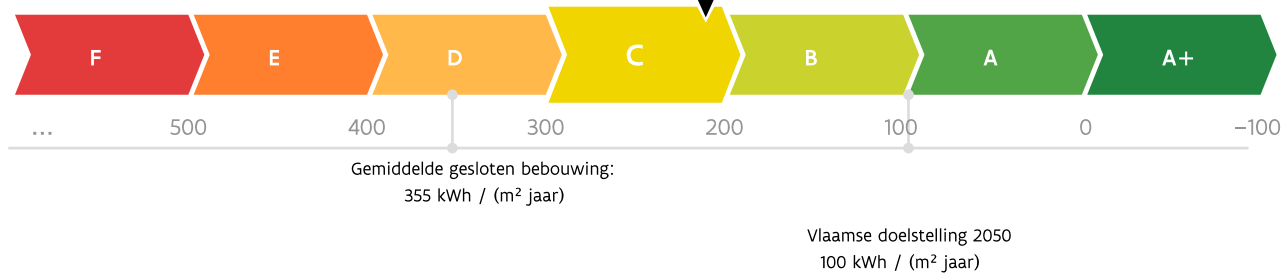 F E D C B A A+
... 500 400 300 200 100 0 –100
Gemiddelde gesloten bebouwing:
355 kWh / (m² jaar)
Vlaamse doelstelling 2050
100 kWh / (m² jaar)